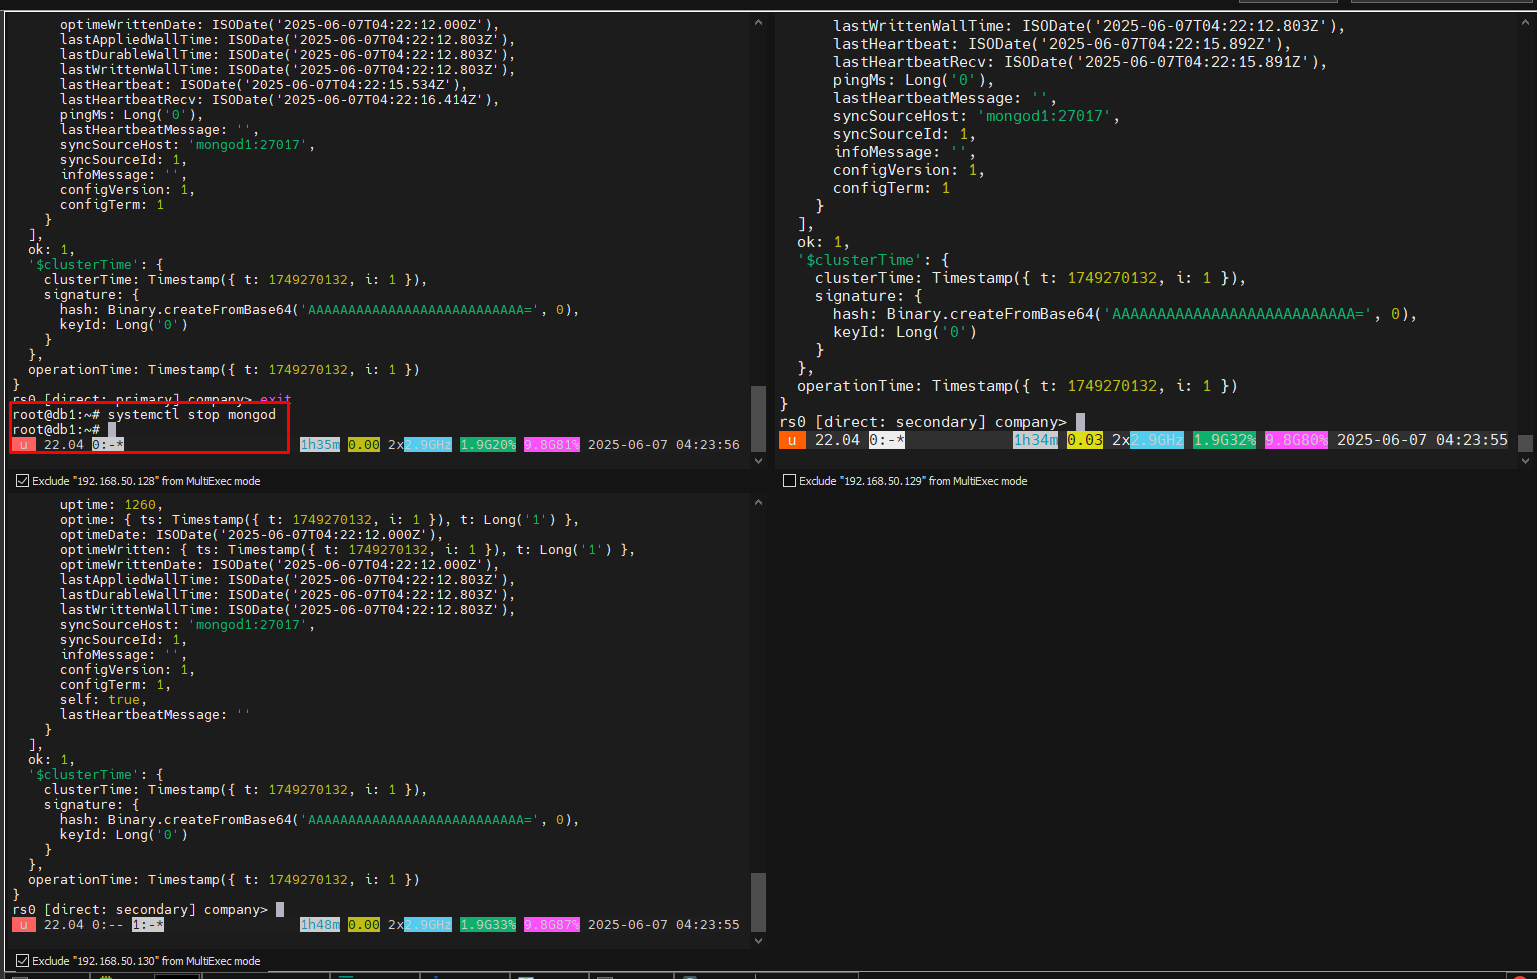 optimeWrittenDate: ISODate('2025-06-07T04:22:12.000Z'),
lastAppliedWallTime: ISODate('2025-06-07T04:22:12.803Z'),
lastDurableWallTime: ISODate('2025-06-07T04:22:12.803Z'),
lastWrittenWallTime: ISODate('2025-06-07T04:22:12.803Z'),
lastHeartbeat: ISODate('2025-06-07T04:22:15.534Z'),
lastHeartbeatRecv: ISODate('2025-06-07T04:22:16.414Z'),
pingMs: Long('0'),
lastHeartbeatMessage: '',
syncSourceHost: 'mongod1:27017',
syncSourceId: 1,
infoMessage: '',
configVersion: 1,
configTerm: 1
}
],
ok: 1,
'$clusterTime': {
clusterTime: Timestamp({ t: 1749270132, i: 1 }),
signature: {
hash: Binary.createFromBase64('AAAAAAAAAAAAAAAAAAAAAAAAAAA=', 0),
keyId: Long('0')
}
},
operationTime: Timestamp({ t: 1749270132, i: 1 })
}
rs0 [direct: primary] company> exit
root@db1:~# systemctl stop mongod
root@db1:~#
u 22.04 0:-* 1h35m 0.00 2x2.9GHz 1.9G20% 9.8G81% 2025-06-07 04:23:56
Exclude "192.168.50.128" from MultiExec mode
lastWrittenWallTime: ISODate('2025-06-07T04:22:12.803Z'),
lastHeartbeat: ISODate('2025-06-07T04:22:15.892Z'),
lastHeartbeatRecv: ISODate('2025-06-07T04:22:15.891Z'),
pingMs: Long('0'),
lastHeartbeatMessage: '',
syncSourceHost: 'mongod1:27017',
syncSourceId: 1,
infoMessage: '',
configVersion: 1,
configTerm: 1
}
],
ok: 1,
'$clusterTime': {
clusterTime: Timestamp({ t: 1749270132, i: 1 }),
signature: {
hash: Binary.createFromBase64('AAAAAAAAAAAAAAAAAAAAAAAAAAA=', 0),
keyId: Long('0')
}
},
operationTime: Timestamp({ t: 1749270132, i: 1 })
}
rs0 [direct: secondary] company>
u 22.04 0:-* 1h34m 0.03 2x2.9GHz 1.9G32% 9.8G80% 2025-06-07 04:23:55
Exclude "192.168.50.129" from MultiExec mode
uptime: 1260,
optime: { ts: Timestamp({ t: 1749270132, i: 1 }), t: Long('1') },
optimeDate: ISODate('2025-06-07T04:22:12.000Z'),
optimeWritten: { ts: Timestamp({ t: 1749270132, i: 1 }), t: Long('1') },
optimeWrittenDate: ISODate('2025-06-07T04:22:12.000Z'),
lastAppliedWallTime: ISODate('2025-06-07T04:22:12.803Z'),
lastDurableWallTime: ISODate('2025-06-07T04:22:12.803Z'),
lastWrittenWallTime: ISODate('2025-06-07T04:22:12.803Z'),
syncSourceHost: 'mongod1:27017',
syncSourceId: 1,
infoMessage: '',
configVersion: 1,
configTerm: 1,
self: true,
lastHeartbeatMessage: ''
}
],
ok: 1,
'$clusterTime': {
clusterTime: Timestamp({ t: 1749270132, i: 1 }),
signature: {
hash: Binary.createFromBase64('AAAAAAAAAAAAAAAAAAAAAAAAAAA=', 0),
keyId: Long('0')
}
},
operationTime: Timestamp({ t: 1749270132, i: 1 })
}
rs0 [direct: secondary] company>
u 22.04 0:-- 1:-* 1h48m 0.00 2x2.9GHz 1.9G33% 9.8G87% 2025-06-07 04:23:55
Exclude "192.168.50.130" from MultiExec mode